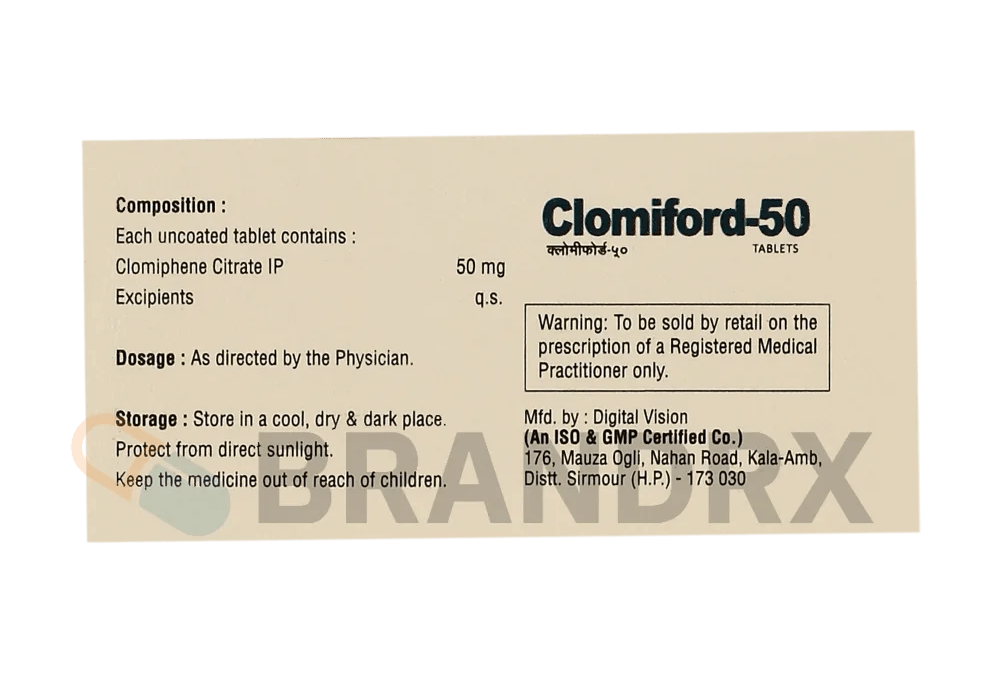 Composition :
Each uncoated tablet contains :
Clomiphene Citrate IP 50 mg
Excipients q.s.
Dosage : As directed by the Physician.
Storage : Store in a cool, dry & dark place.
Protect from direct sunlight.
Keep the medicine out of reach of children.
Clomiford-50
क्लोमीफोर्ड-५०
TABLETS
Warning: To be sold by retail on the
prescription of a Registered Medical
Practitioner only.
Mfd. by : Digital Vision
(An ISO & GMP Certified Co.)
176, Mauza Ogli, Nahan Road, Kala-Amb,
Distt. Sirmour (H.P.) - 173 030
BRANDRX